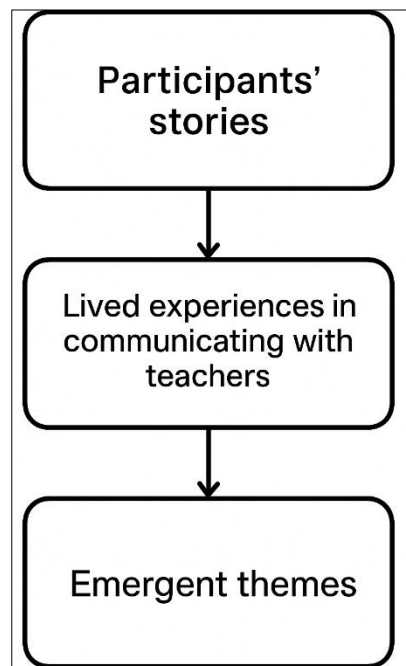 Participants’
stories
Lived experiences in
communicating with
teachers
Emergent themes